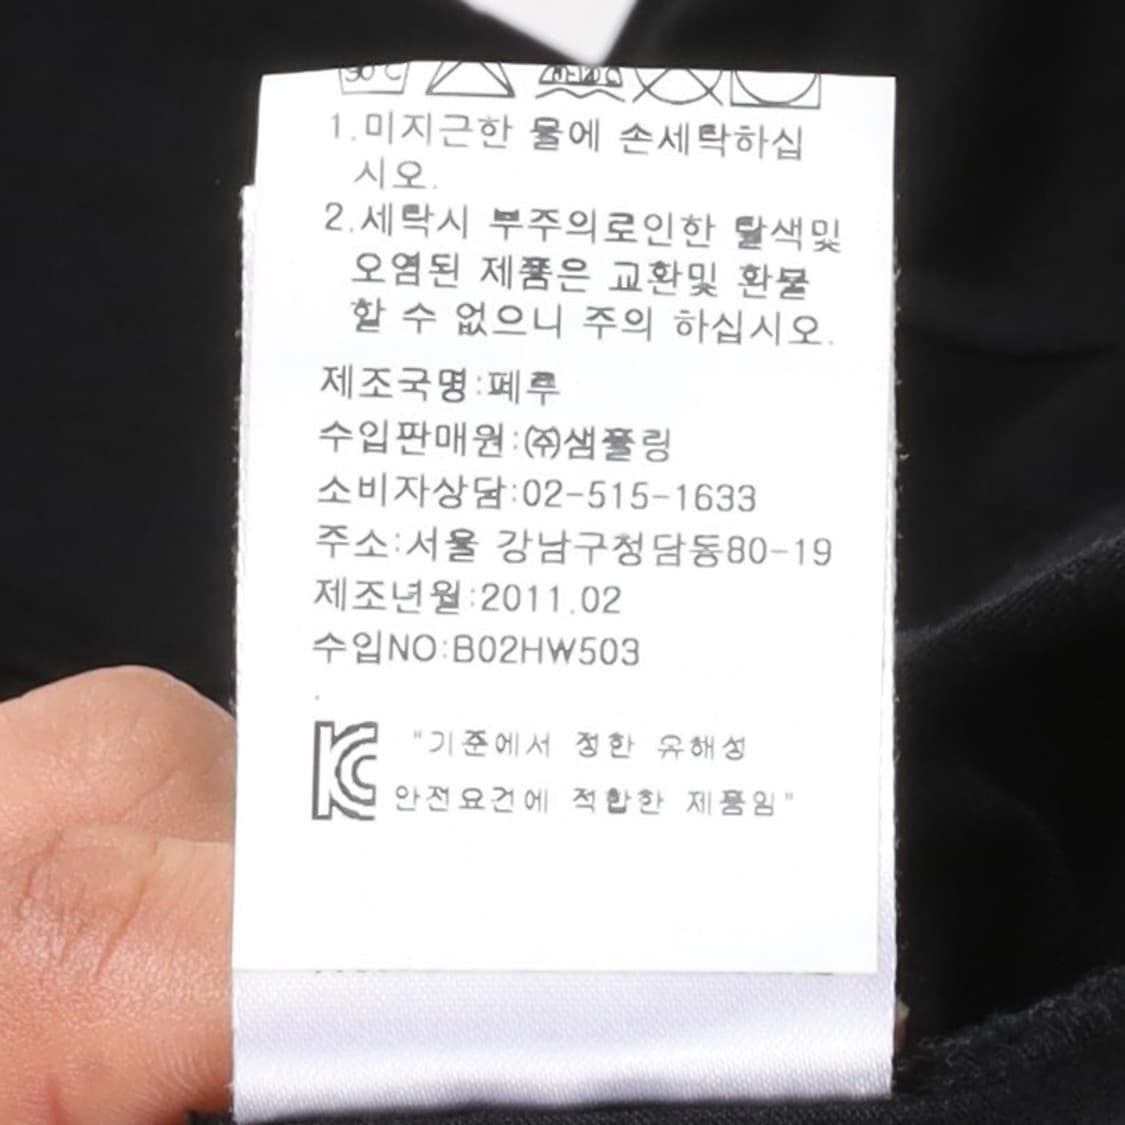 30℃
1.미지근한 물에 손세탁하십
시오.
2.세탁시 부주의로인한 탈색및
오염된 제품은 교환및 환불
할 수 없으니 주의 하십시오.
제조국명:페루
수입판매원:㈜샘플링
소비자상담:02-515-1633
주소:서울 강남구청담동80-19
제조년월:2011.02
수입NO:B02HW503
.
KC "기준에서 정한 유해성
안전요건에 적합한 제품임"